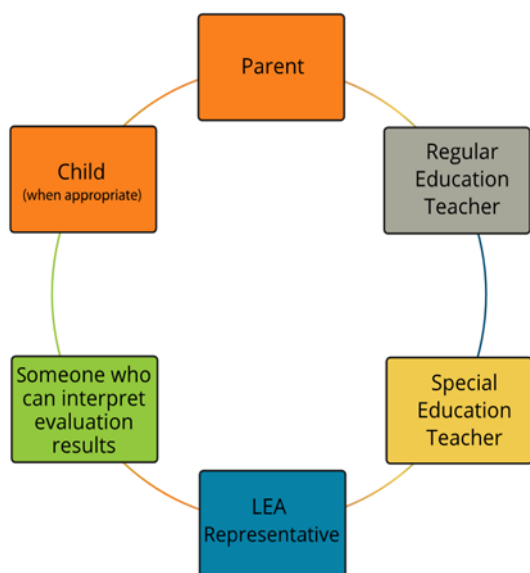 Parent
Regular
Education
Teacher
Special
Education
Teacher
LEA
Representative
Someone who
can interpret
evaluation
results
Child
(when appropriate)